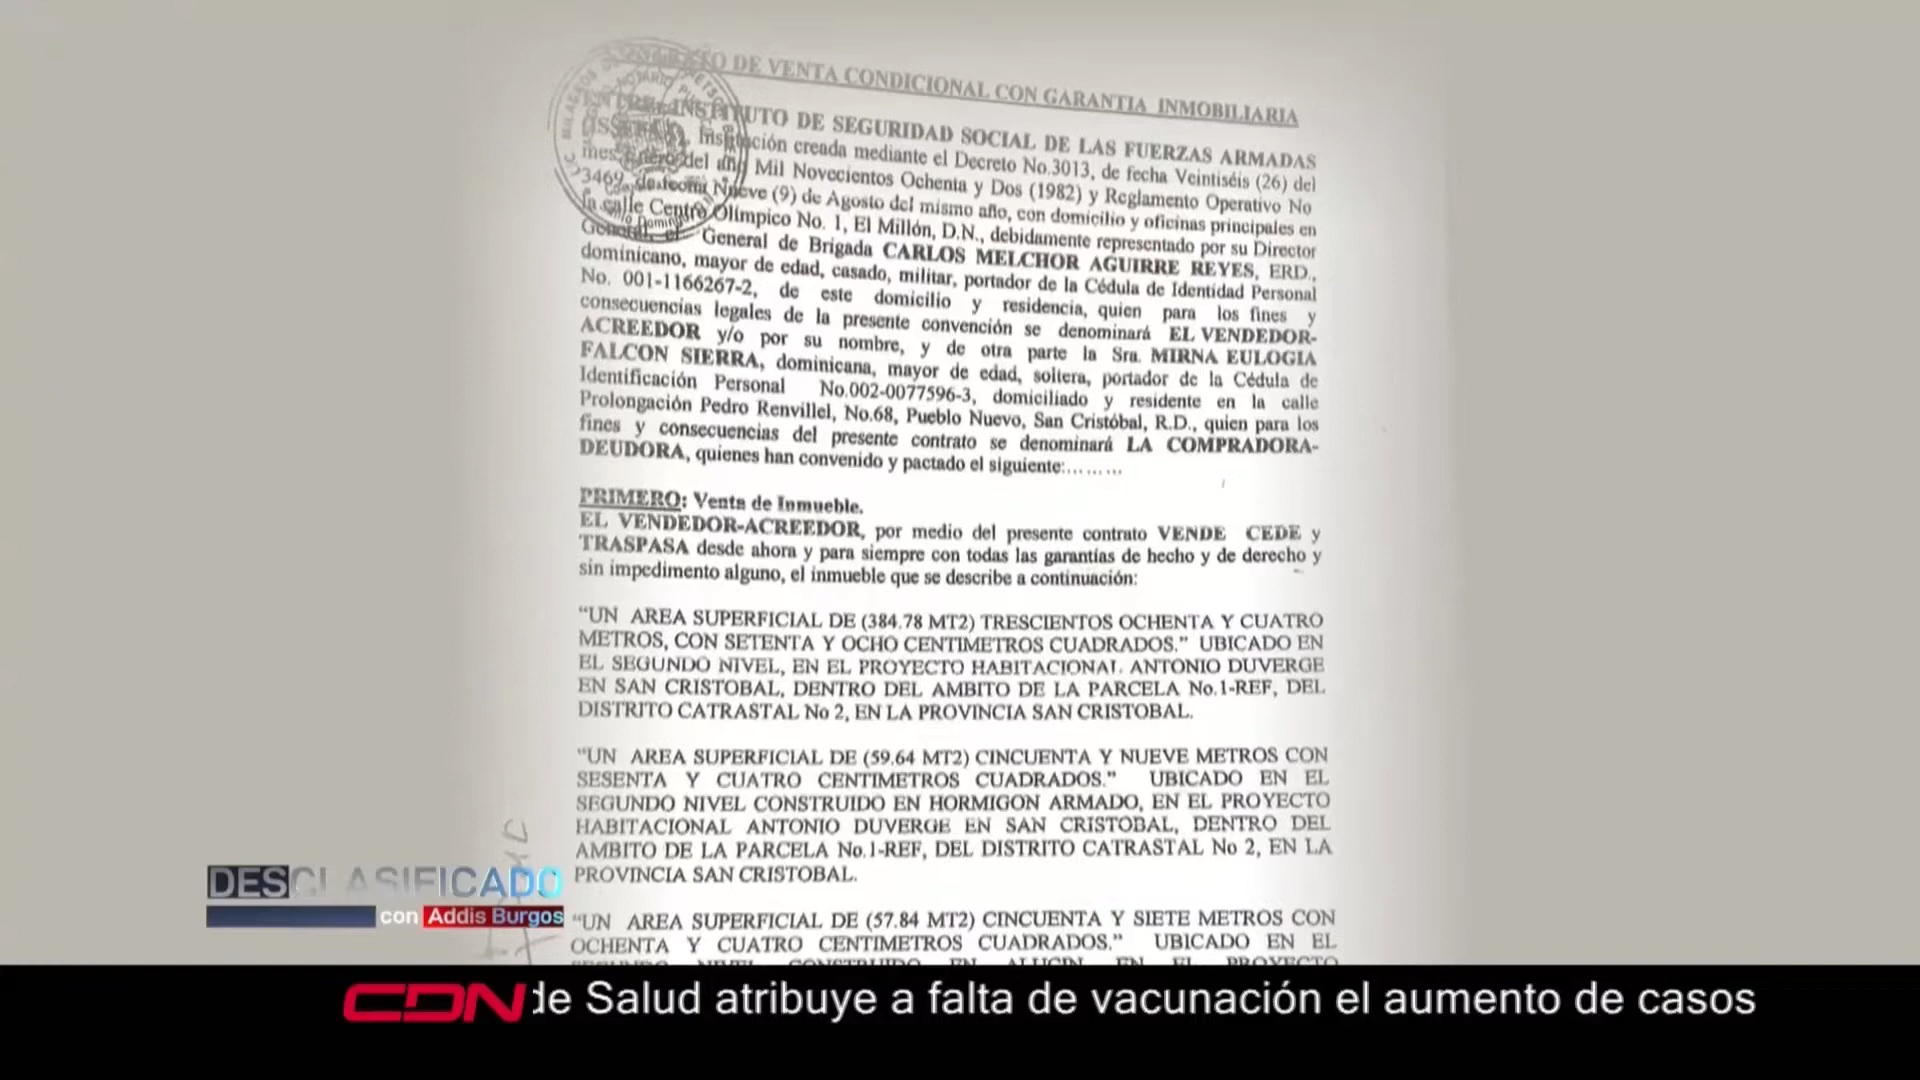 DE VENTA CONDICIONAL CON GARANTIA INMOBILIARIA
ENTRE: INSTITUTO DE SEGURIDAD SOCIAL DE LAS FUERZAS ARMADAS
Institución creada mediante el Decreto No.3013, de fecha Veintiséis (26) del
mes Enero del año Mil Novecientos Ochenta y Dos (1982) y Reglamento Operativo No
3469, de fecha Nueve (9) de Agosto del mismo año, con domicilio y oficinas principales en
la calle Centro Olímpico No. 1, El Millón, D.N., debidamente representado por su Director
General, el General de Brigada CARLOS MELCHOR AGUIRRE REYES, ERD.,
dominicano, mayor de edad, casado, militar, portador de la Cédula de Identidad Personal
No. 001-1166267-2, de este domicilio y residencia, quien para los fines y
consecuencias legales de la presente convención se denominará EL VENDEDOR-
ACREEDOR y/o por su nombre, y de otra parte la Sra. MIRNA EULOGIA
FALCON SIERRA, dominicana, mayor de edad, soltera, portador de la Cédula de
Identificación Personal No.002-0077596-3, domiciliado y residente en la calle
Prolongación Pedro Renvillel, No.68, Pueblo Nuevo, San Cristóbal, R.D., quien para los
fines y consecuencias del presente contrato se denominará LA COMPRADORA-
DEUDORA, quienes han convenido y pactado el siguiente:………
PRIMERO: Venta de Inmueble.
EL VENDEDOR-ACREEDOR, por medio del presente contrato VENDE CEDE y
TRASPASA desde ahora y para siempre con todas las garantías de hecho y de derecho y
sin impedimento alguno, el inmueble que se describe a continuación:
“UN AREA SUPERFICIAL DE (384.78 MT2) TRESCIENTOS OCHENTA Y CUATRO
METROS, CON SETENTA Y OCHO CENTIMETROS CUADRADOS.” UBICADO EN
EL SEGUNDO NIVEL, EN EL PROYECTO HABITACIONAL ANTONIO DUVERGE
EN SAN CRISTOBAL, DENTRO DEL AMBITO DE LA PARCELA No.1-REF, DEL
DISTRITO CATRASTAL No 2, EN LA PROVINCIA SAN CRISTOBAL.
“UN AREA SUPERFICIAL DE (59.64 MT2) CINCUENTA Y NUEVE METROS CON
SESENTA Y CUATRO CENTIMETROS CUADRADOS.” UBICADO EN EL
SEGUNDO NIVEL CONSTRUIDO EN HORMIGON ARMADO, EN EL PROYECTO
HABITACIONAL ANTONIO DUVERGE EN SAN CRISTOBAL, DENTRO DEL
AMBITO DE LA PARCELA No.1-REF, DEL DISTRITO CATRASTAL No 2, EN LA
PROVINCIA SAN CRISTOBAL.
“UN AREA SUPERFICIAL DE (57.84 MT2) CINCUENTA Y SIETE METROS CON
OCHENTA Y CUATRO CENTIMETROS CUADRADOS.” UBICADO EN EL
SEGUNDO NIVEL CONSTRUIDO EN ALUCIN EN EL PROYECTO
DESCLASIFICADO
con Addis Burgos
CDN de Salud atribuye a falta de vacunación el aumento de casos